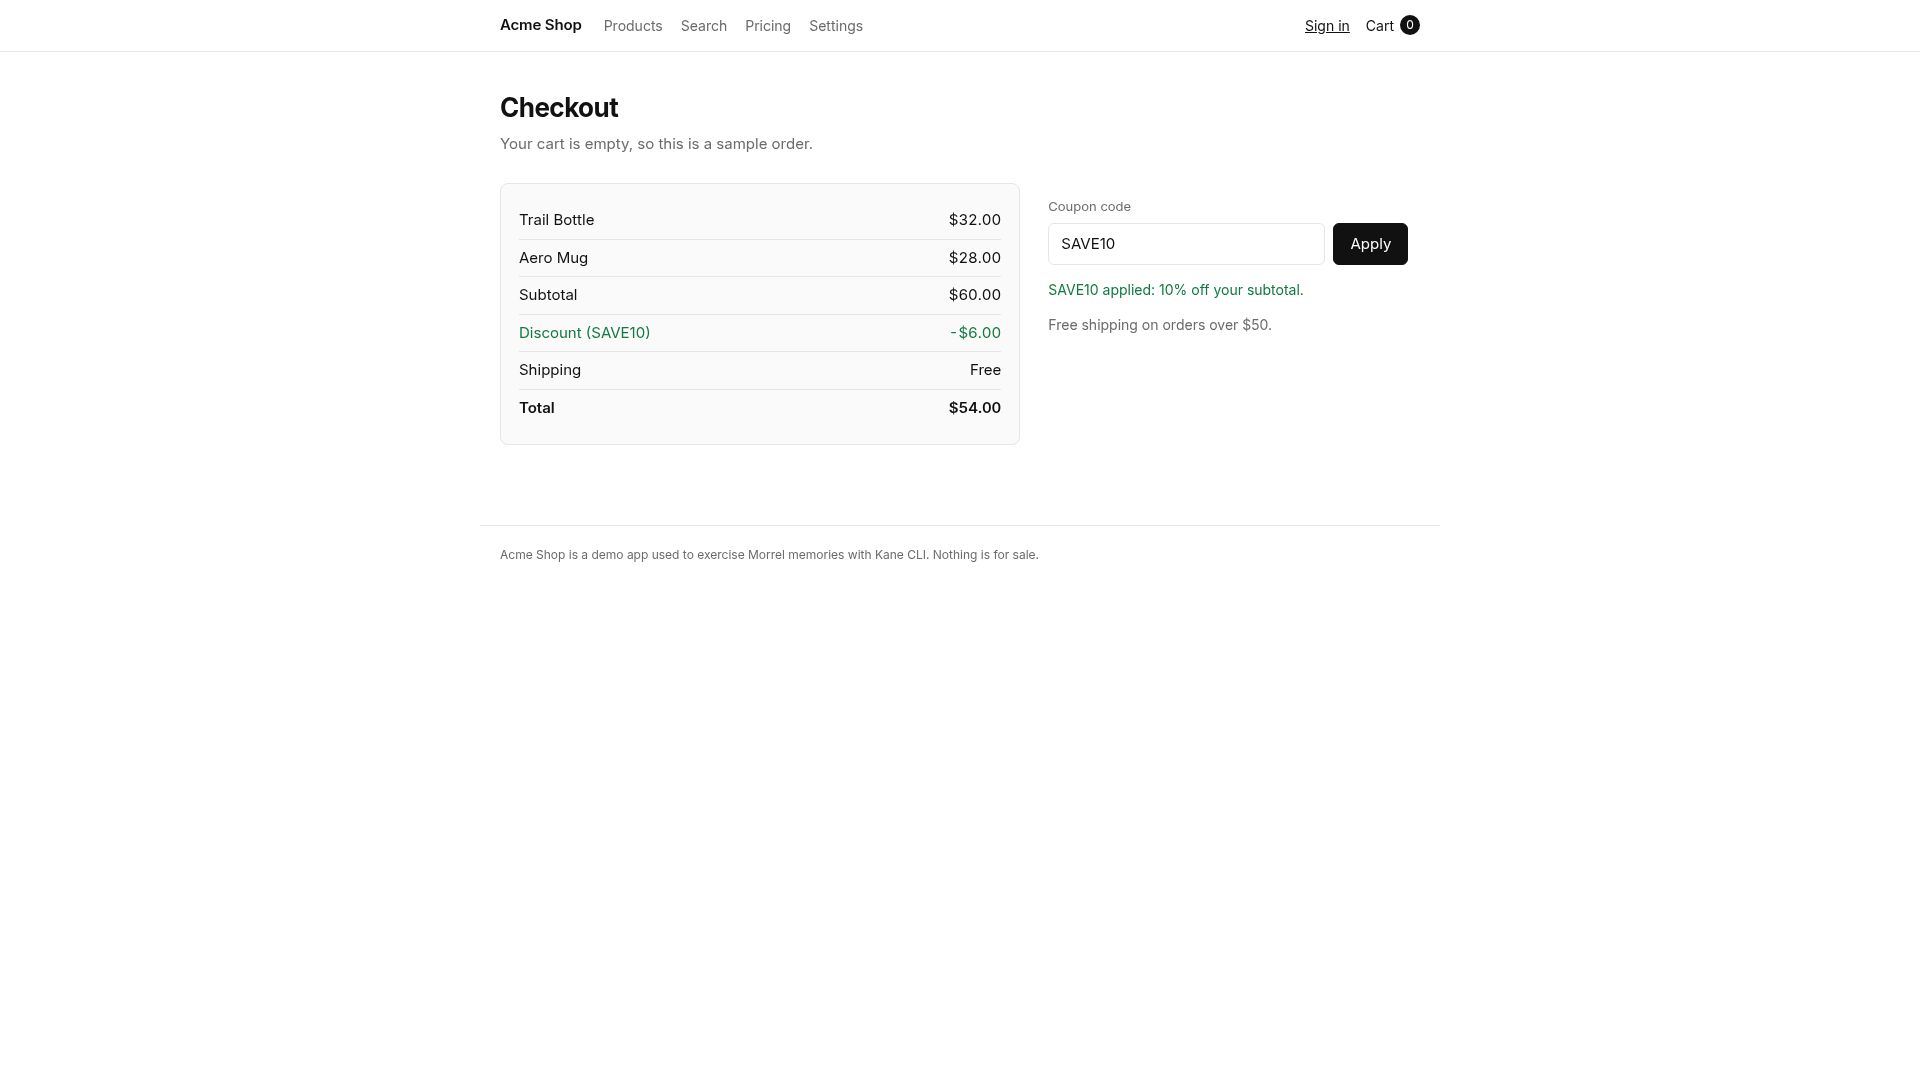 Acme Shop Products Search Pricing Settings Sign in Cart 0
Checkout
Your cart is empty, so this is a sample order.
Trail Bottle $32.00
Aero Mug $28.00
Subtotal $60.00
Discount (SAVE10) -$6.00
Shipping Free
Total $54.00
Coupon code
SAVE10 Apply
SAVE10 applied: 10% off your subtotal.
Free shipping on orders over $50.
Acme Shop is a demo app used to exercise Morrel memories with Kane CLI. Nothing is for sale.